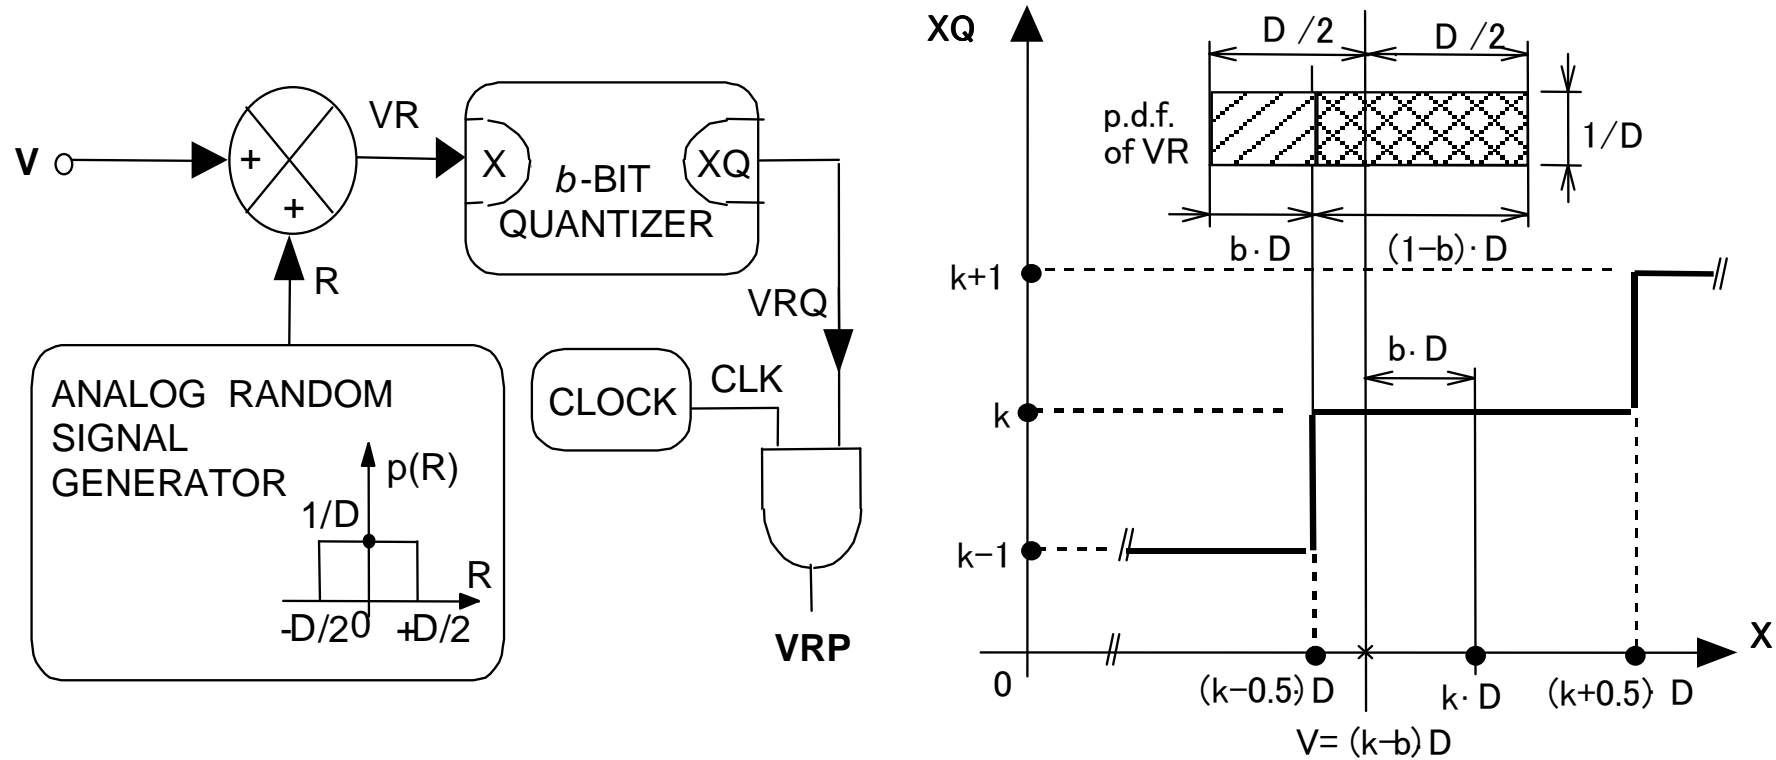 V
+
+
VR
X
XQ
b-BIT
QUANTIZER
R
VRQ
ANALOG RANDOM
SIGNAL
GENERATOR
p(R)
1/D
R
-D/2
0
+D/2
CLOCK
CLK
VRP
XQ
D /2
D /2
p.d.f.
of VR
1/D
b·D
(1-b)·D
k+1
b·D
k
k-1
X
0
(k-0.5)·D
k·D
(k+0.5)· D
V= (k-b)·D